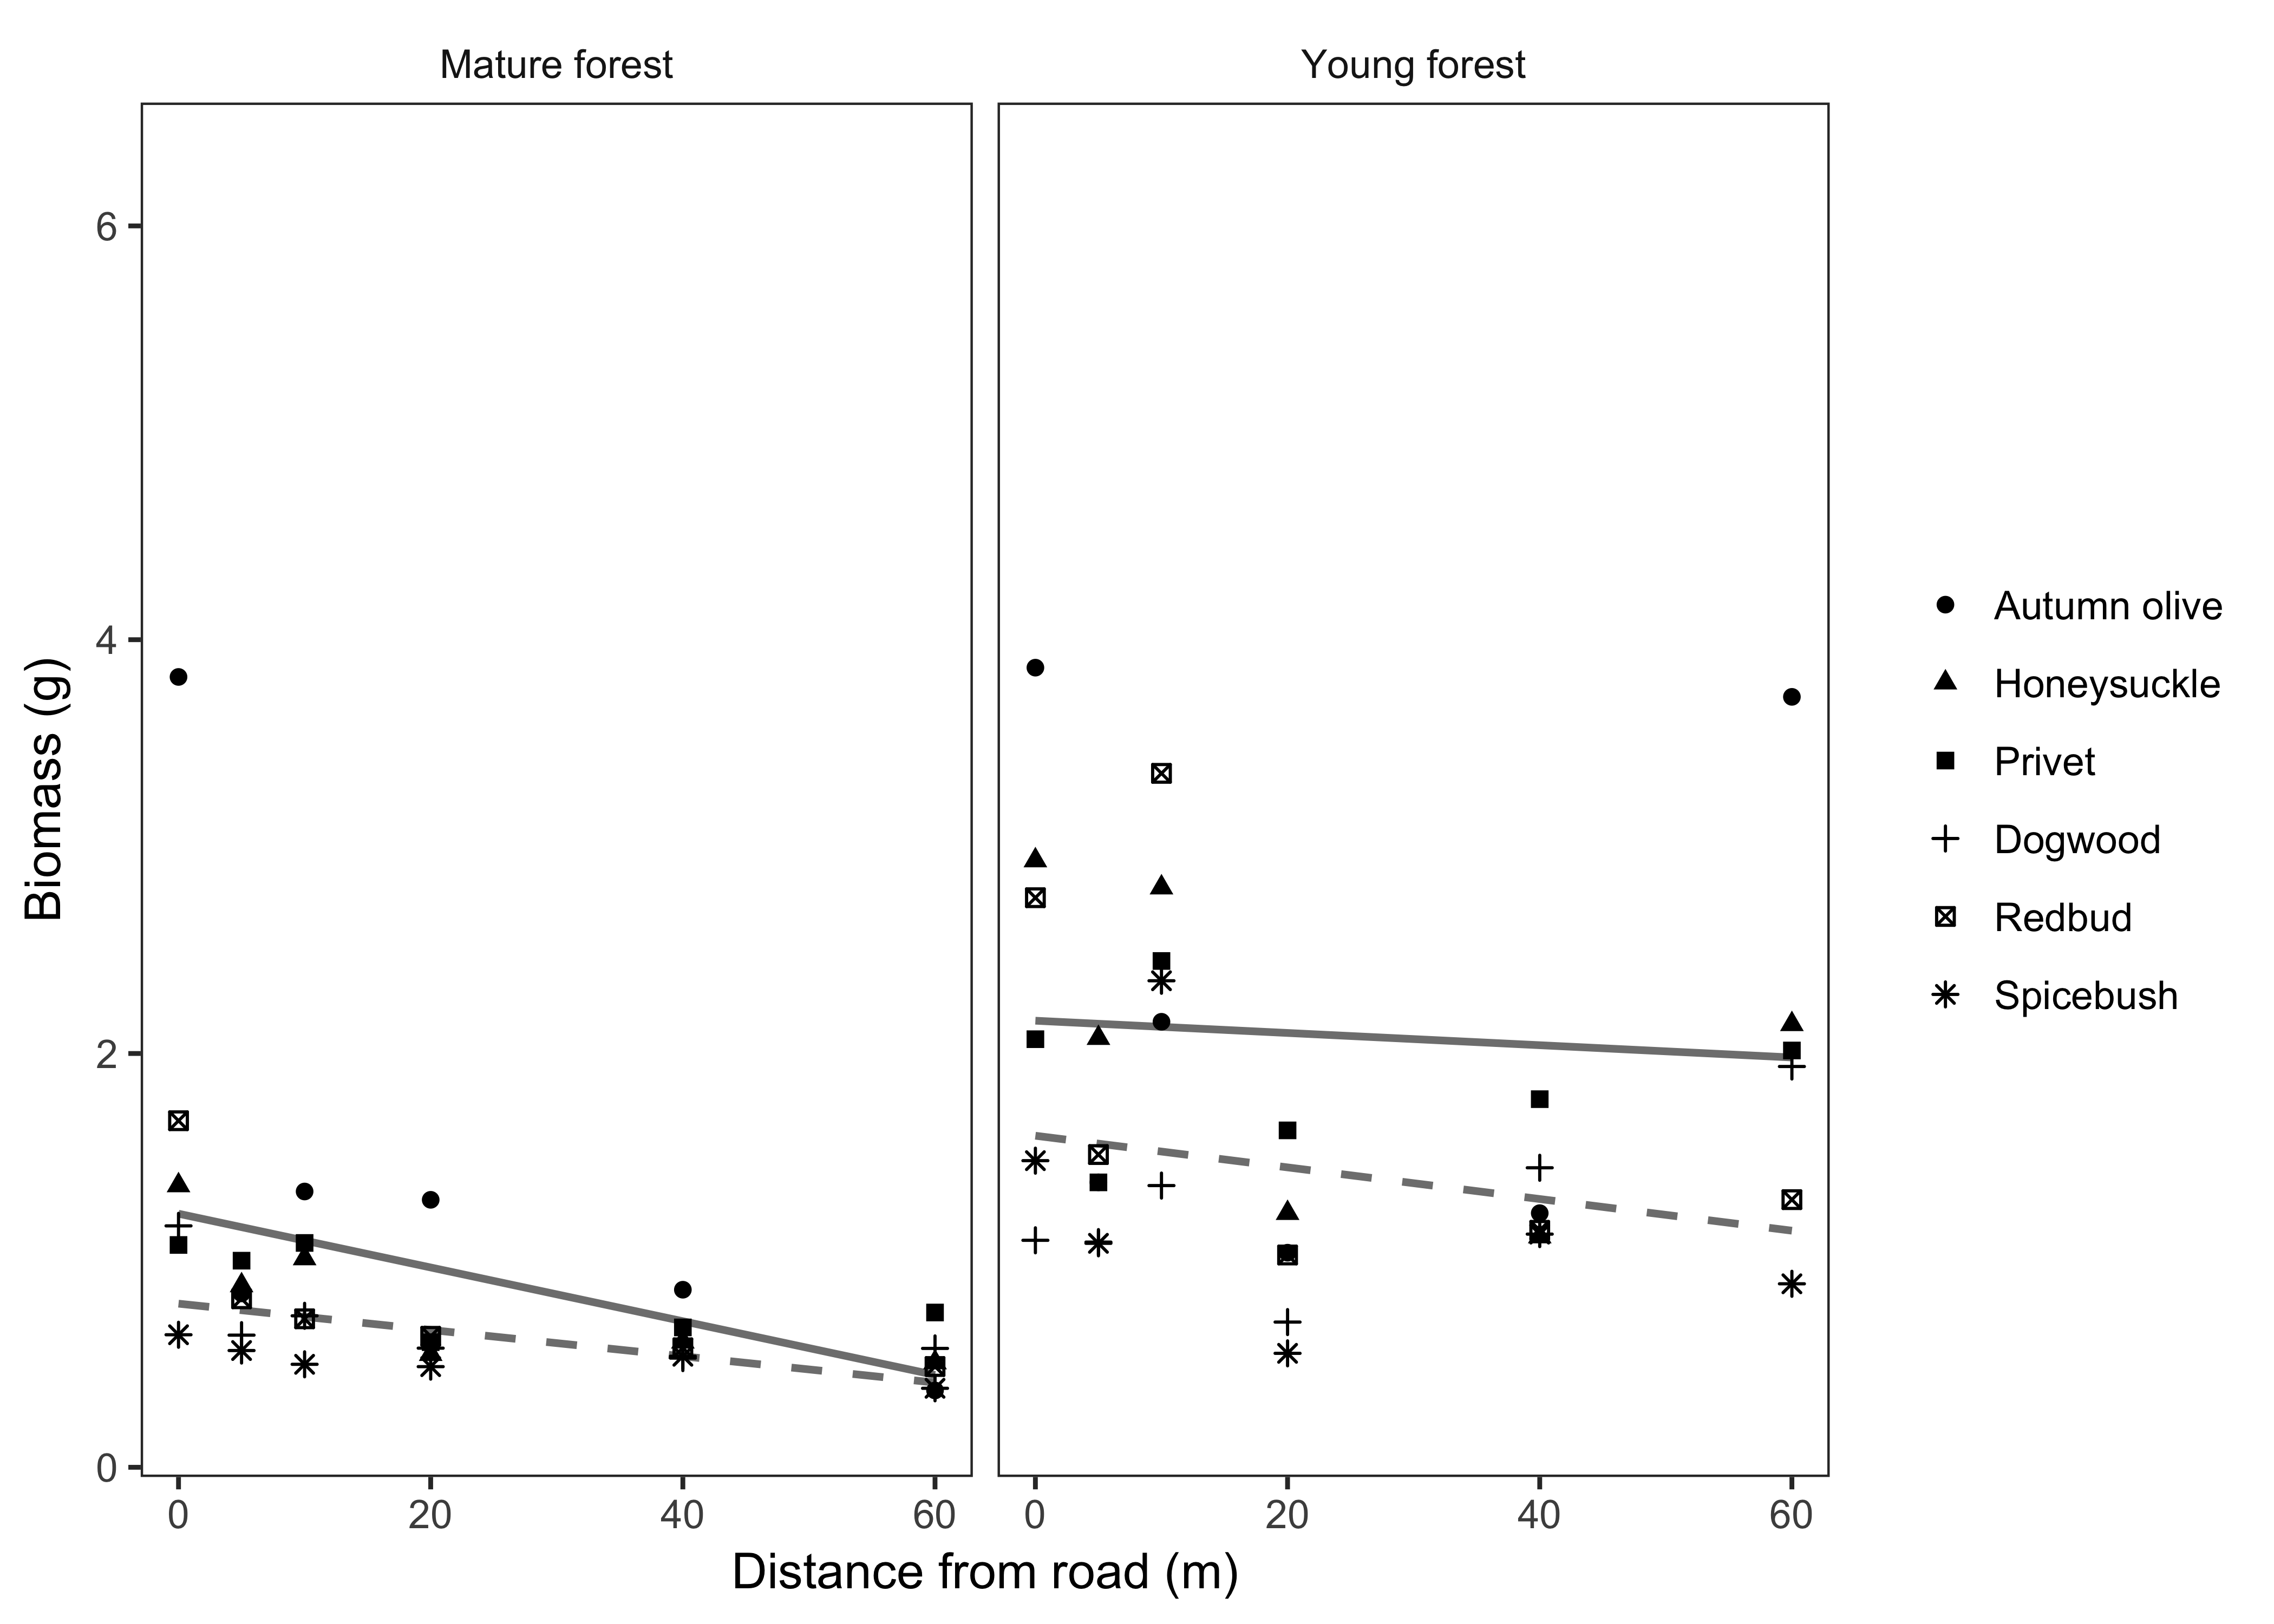 Mature forest
Young forest
6
4
2
0
Biomass (g)
0 20 40 60
0 20 40 60
Distance from road (m)
Autumn olive
Honeysuckle
Privet
Dogwood
Redbud
Spicebush